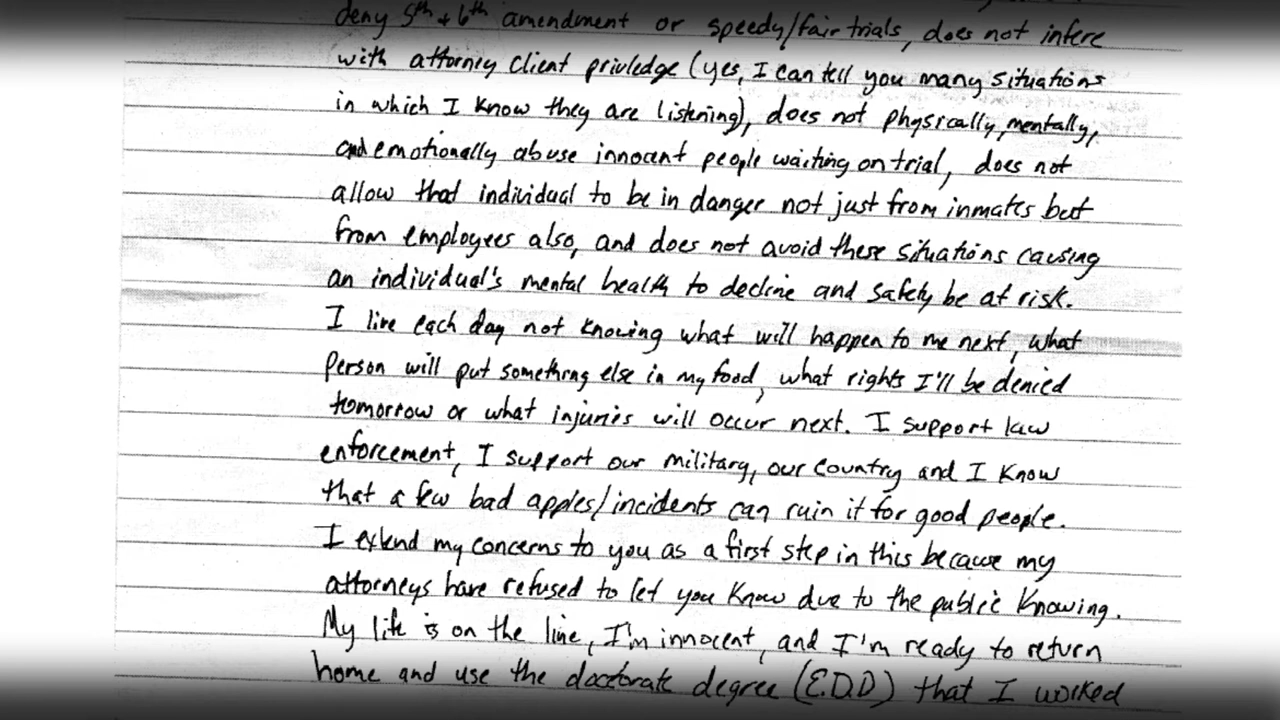 deny 5th + 6th amendment or speedy/fair trials, does not infere
with attorney client privledge (yes, I can tell you many situations
in which I know they are listening), does not physically, mentally,
and emotionally abuse innocent people waiting on trial, does not
allow that individual to be in danger not just from inmates but
from employees also, and does not avoid these situations causing
an individual's mental health to decline and safety be at risk.
I live each day not knowing what will happen to me next, what
person will put something else in my food, what rights I'll be denied
tomorrow or what injuries will occur next. I support law
enforcement, I support our military, our country and I know
that a few bad apples/incidents can ruin it for good people.
I extend my concerns to you as a first step in this because my
attorneys have refused to let you know due to the public knowing.
My life is on the line, I'm innocent, and I'm ready to return
home and use the doctorate degree (E.D.D) that I worked